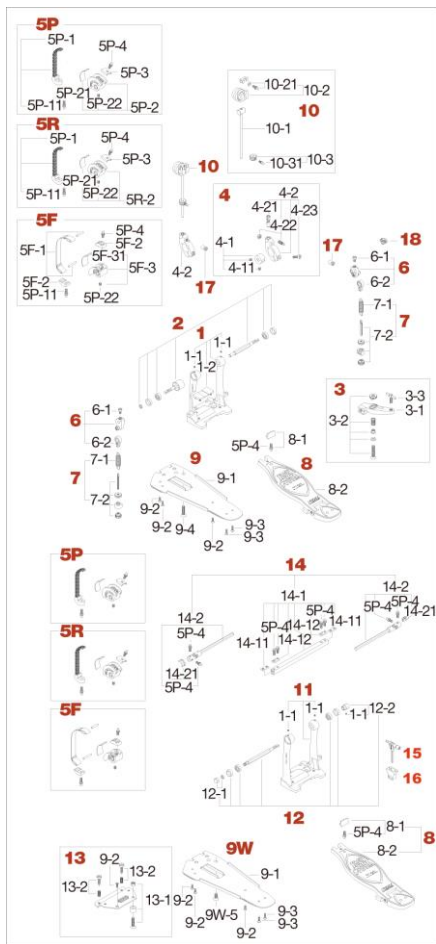 5P
5P-1
5P-4
5P-3
5P-21
5P-11
5P-22
5P-2
5R
5P-1
5P-4
5P-3
5P-21
5P-11
5P-22
5R-2
5F
5P-4
5F-2
5F-1
5F-31
5F-3
5F-2
5P-11
5P-22
10
10-21
10-2
10
10-1
10-31
10-3
4
4-2
4-21
4-23
4-22
4-1
4-11
4-2
17
17
18
6-1
6
6-2
7-1
7
7-2
2
1
1-1
1-1
1-2
3
3-3
3-1
3-2
6-1
6
6-2
7-1
7
7-2
8-1
5P-4
8
8-2
9
9-1
9-2
9-2
9-4
9-2
9-3
9-3
5P
5R
5F
14
14-2
5P-4
14-1
5P-4
14-12
14-11
5P-4
14-11
14-12
14-2
5P-4
5P-4
14-21
14-21
5P-4
11
1-1
1-1
12-2
1-1
12-1
12
15
16
13
9-2
13-2
13-2
13-1
9W
9-1
9-2
9-2
9W-5
9-2
9-3
9-3
8-1
5P-4
8
8-2